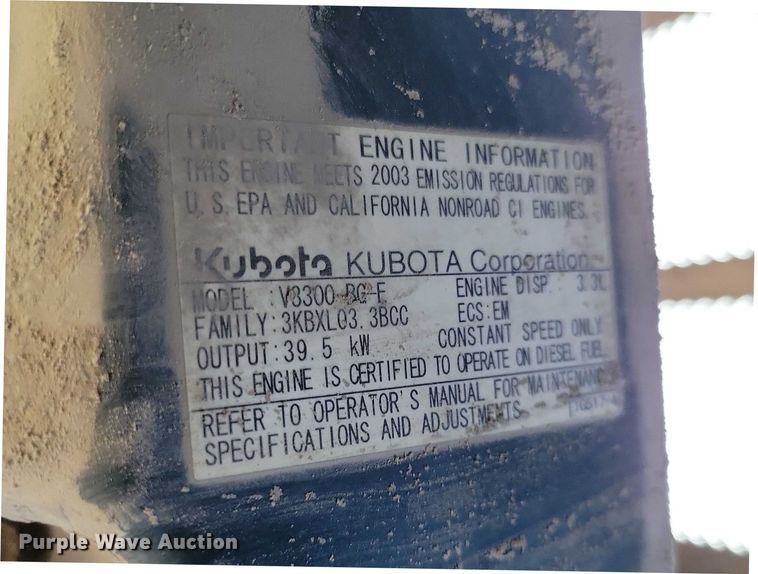 IMPORTANT ENGINE INFORMATION
THIS ENGINE MEETS 2003 EMISSION REGULATIONS FOR
U.S. EPA AND CALIFORNIA NONROAD CI ENGINES.
Kubota KUBOTA Corporation
MODEL :V3300-BG-E ENGINE DISP. 3.3L
FAMILY:3KBXL03.3BCC ECS:EM
OUTPUT:39.5 kW CONSTANT SPEED ONLY
THIS ENGINE IS CERTIFIED TO OPERATE ON DIESEL FUEL.
REFER TO OPERATOR'S MANUAL FOR MAINTENANC
SPECIFICATIONS AND ADJUSTMENTS
Purple Wave Auction